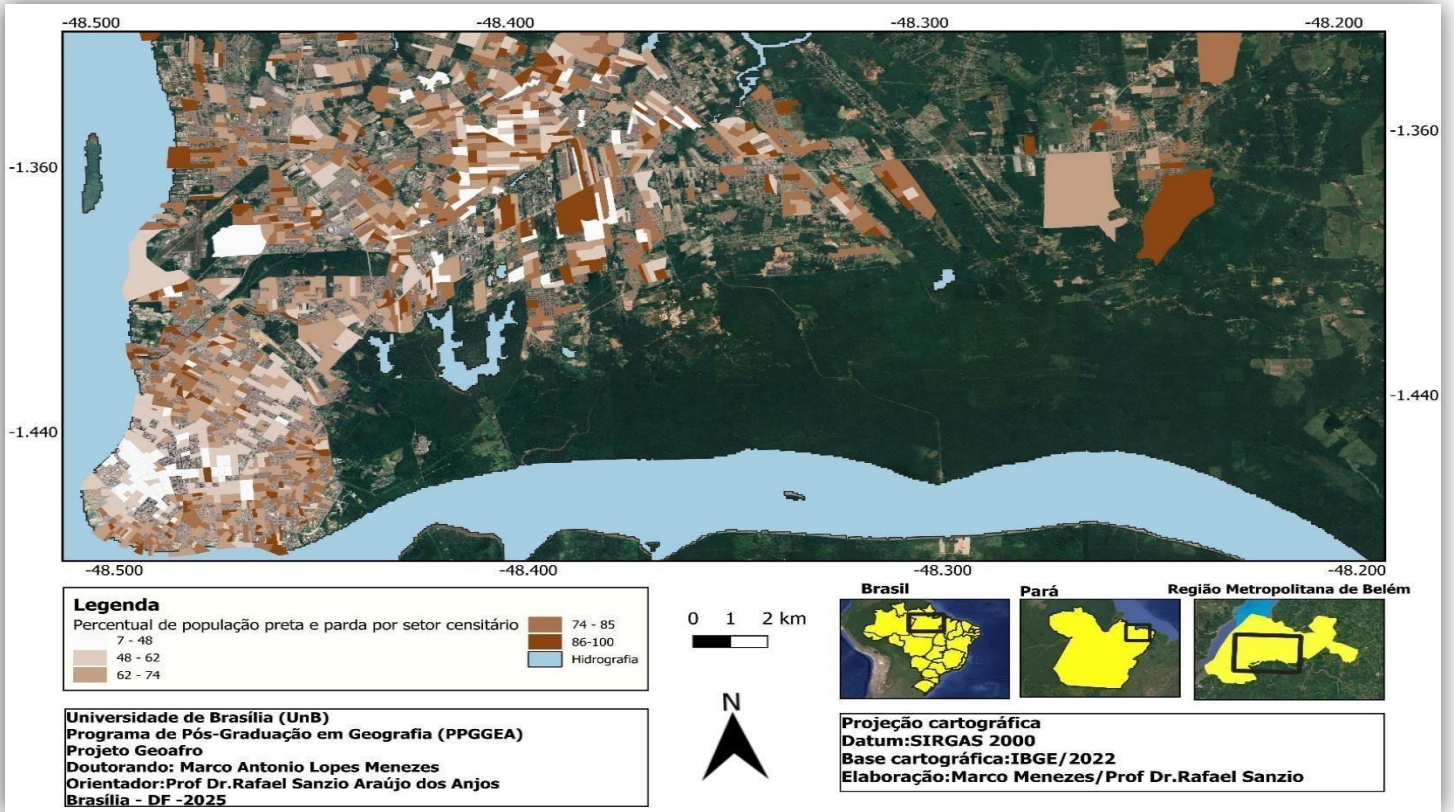 -48.500 -48.400 -48.300 -48.200
-1.360 -1.360
-1.440 -1.440
-48.500 -48.400 -48.300 -48.200
Legenda
Percentual de população preta e parda por setor censitário
7 - 48
48 - 62
62 - 74
74 - 85
86-100
Hidrografia
0 1 2 km
N
Brasil
Pará
Região Metropolitana de Belém
Universidade de Brasília (UnB)
Programa de Pós-Graduação em Geografia (PPGGEA)
Projeto Geoafro
Doutorando: Marco Antonio Lopes Menezes
Orientador:Prof Dr.Rafael Sanzio Araújo dos Anjos
Brasília - DF -2025
Projeção cartográfica
Datum:SIRGAS 2000
Base cartográfica:IBGE/2022
Elaboração:Marco Menezes/Prof Dr.Rafael Sanzio